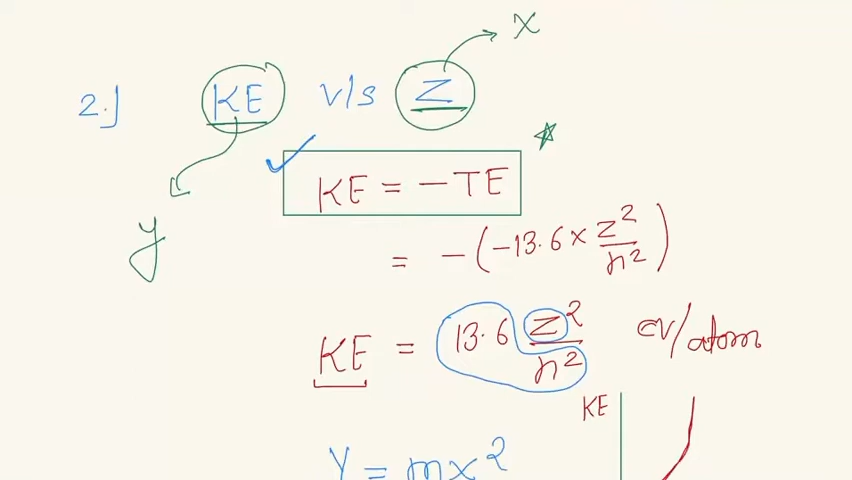 x
2.) KE v/s Z
KE = -TE
y
= -(-13.6 x Z²/n²)
KE = 13.6 Z²/n² ev/atom
KE
Y = mx²